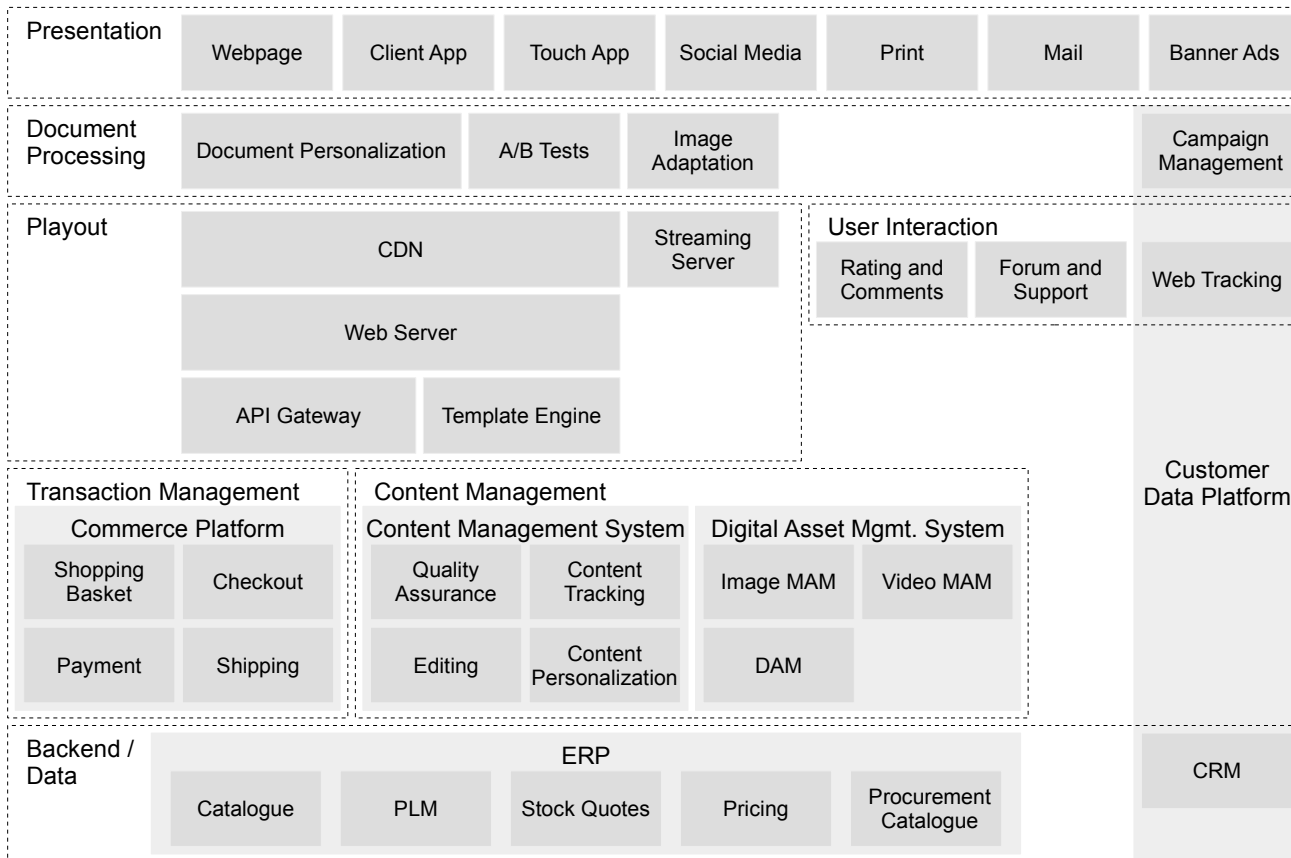 Presentation
Webpage
Client App
Touch App
Social Media
Print
Mail
Banner Ads
Document
Processing
Document Personalization
A/B Tests
Image
Adaptation
Campaign
Management
Playout
CDN
Streaming
Server
Web Server
API Gateway
Template Engine
User Interaction
Rating and
Comments
Forum and
Support
Web Tracking
Customer
Data Platform
Transaction Management
Commerce Platform
Shopping
Basket
Checkout
Payment
Shipping
Content Management
Content Management System
Quality
Assurance
Content
Tracking
Editing
Content
Personalization
Digital Asset Mgmt. System
Image MAM
Video MAM
DAM
Backend /
Data
ERP
Catalogue
PLM
Stock Quotes
Pricing
Procurement
Catalogue
CRM